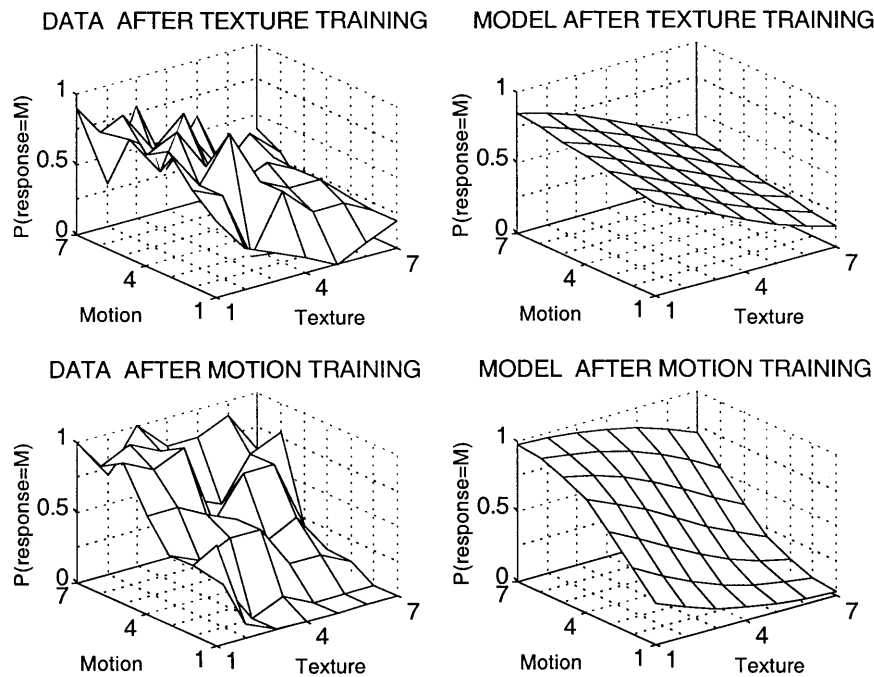 DATA AFTER TEXTURE TRAINING
MODEL AFTER TEXTURE TRAINING
P(response=M)
1
0.5
0
7
4
1
Motion
1
4
7
Texture
P(response=M)
1
0.5
0
7
4
1
Motion
1
4
7
Texture
DATA AFTER MOTION TRAINING
MODEL AFTER MOTION TRAINING
P(response=M)
1
0.5
0
7
4
1
Motion
1
4
7
Texture
P(response=M)
1
0.5
0
7
4
1
Motion
1
4
7
Texture